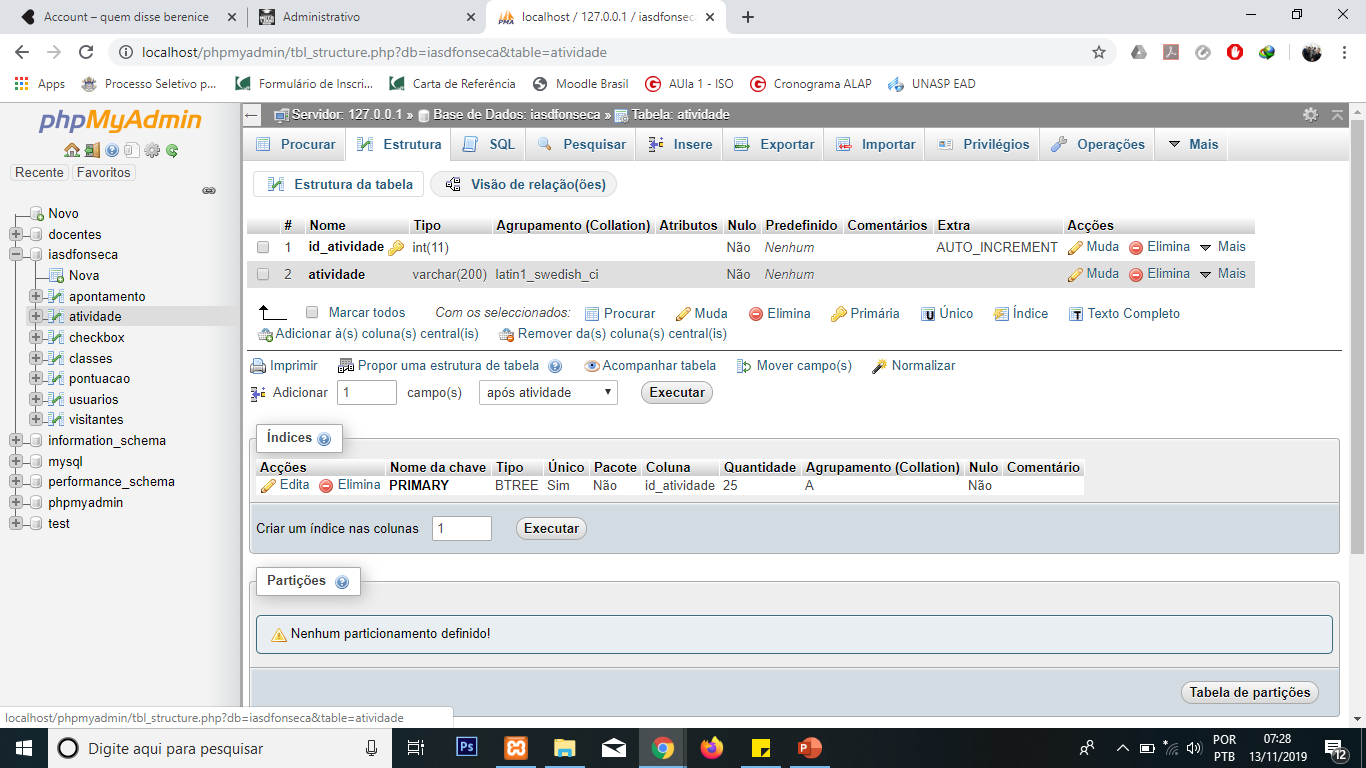 Account – quem disse berenice
Administrativo
localhost / 127.0.0.1 / iasdfonsec
localhost/phpmyadmin/tbl_structure.php?db=iasdfonseca&table=atividade
Apps
Processo Seletivo p...
Formulário de Inscri...
Carta de Referência
Moodle Brasil
AUla 1 - ISO
Cronograma ALAP
UNASP EAD
phpMyAdmin
Recente
Favoritos
Novo
docentes
iasdfonseca
Nova
apontamento
atividade
checkbox
classes
pontuacao
usuarios
visitantes
information_schema
mysql
performance_schema
phpmyadmin
test
Servidor: 127.0.0.1 » Base de Dados: iasdfonseca » Tabela: atividade
Procurar
Estrutura
SQL
Pesquisar
Insere
Exportar
Importar
Privilégios
Operações
Mais
Estrutura da tabela
Visão de relação(ões)
# Nome Tipo Agrupamento (Collation) Atributos Nulo Predefinido Comentários Extra Acções
1 id_atividade int(11) Não Nenhum AUTO_INCREMENT Muda Elimina Mais
2 atividade varchar(200) latin1_swedish_ci Não Nenhum Muda Elimina Mais
Marcar todos Com os seleccionados: Procurar Muda Elimina Primária Único Índice Texto Completo
Adicionar à(s) coluna(s) central(is) Remover da(s) coluna(s) central(is)
Imprimir Propor uma estrutura de tabela Acompanhar tabela Mover campo(s) Normalizar
Adicionar 1 campo(s) após atividade Executar
Índices
Acções Nome da chave Tipo Único Pacote Coluna Quantidade Agrupamento (Collation) Nulo Comentário
Edita Elimina PRIMARY BTREE Sim Não id_atividade 25 A Não
Criar um índice nas colunas 1 Executar
Partições
Nenhum particionamento definido!
Tabela de partições
localhost/phpmyadmin/tbl_structure.php?db=iasdfonseca&table=atividade
Digite aqui para pesquisar
POR
PTB
07:28
13/11/2019
12